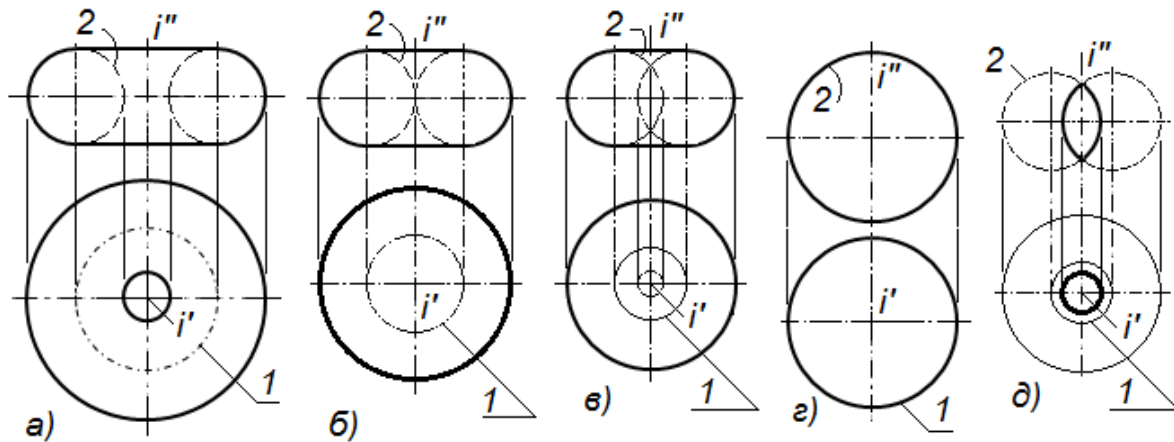 2 i" 2 i" 2 i" 2 i" 2 i"
i' i' i' i' i'
1 1 1 1 1
а) б) в) г) д)